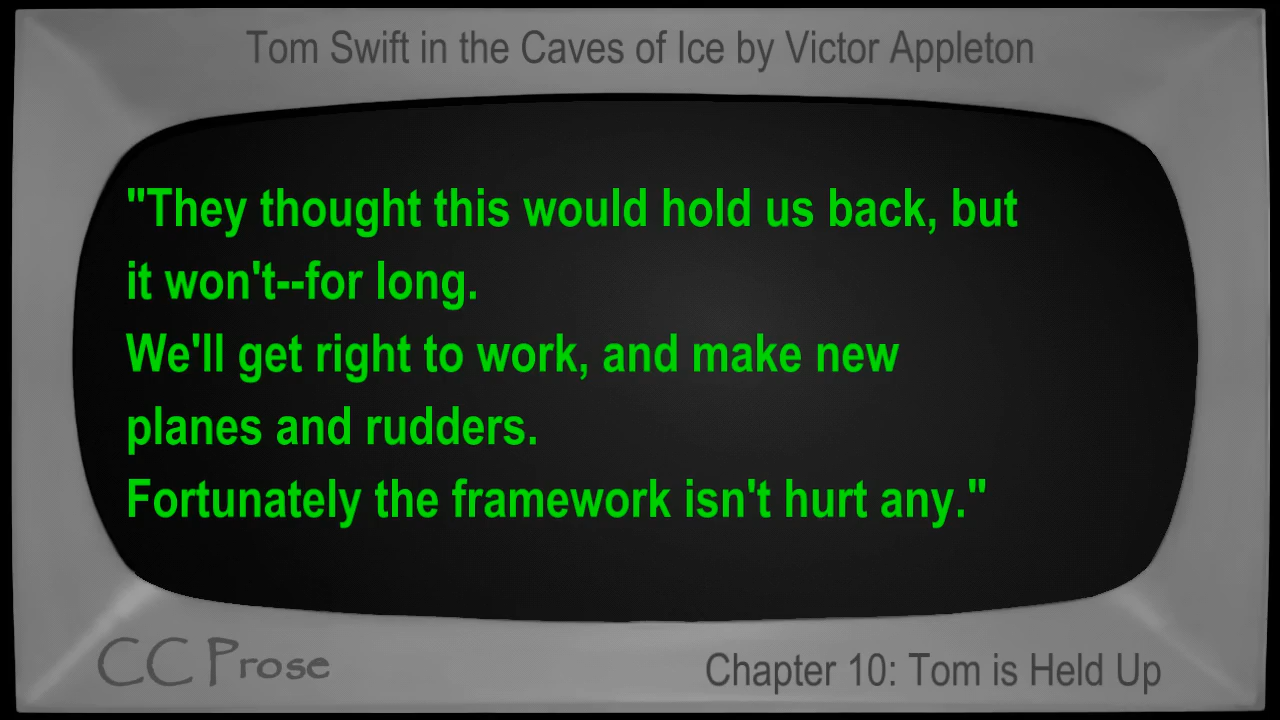 Tom Swift in the Caves of Ice by Victor Appleton
"They thought this would hold us back, but
it won't--for long.
We'll get right to work, and make new
planes and rudders.
Fortunately the framework isn't hurt any."
CC Prose
Chapter 10: Tom is Held Up